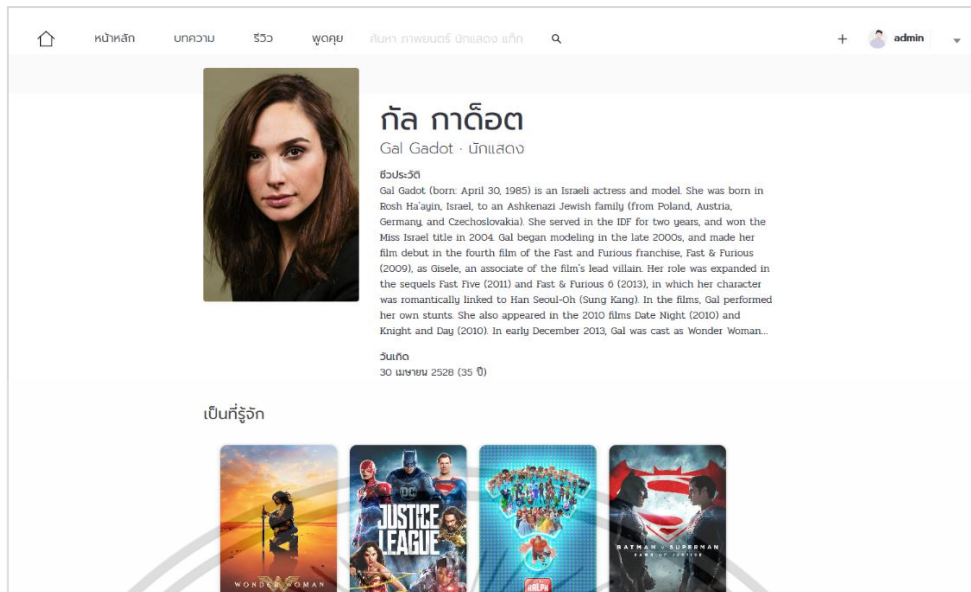 หน้าหลัก บทความ รีวิว พูดคุย ค้นหา ภาพยนตร์ นักแสดง แท็ก + admin
กัล กาด็อต
Gal Gadot · นักแสดง
ชีวประวัติ
Gal Gadot (born: April 30, 1985) is an Israeli actress and model. She was born in
Rosh Ha'ayin, Israel, to an Ashkenazi Jewish family (from Poland, Austria,
Germany, and Czechoslovakia). She served in the IDF for two years, and won the
Miss Israel title in 2004. Gal began modeling in the late 2000s, and made her
film debut in the fourth film of the Fast and Furious franchise, Fast & Furious
(2009), as Gisele, an associate of the film's lead villain. Her role was expanded in
the sequels Fast Five (2011) and Fast & Furious 6 (2013), in which her character
was romantically linked to Han Seoul-Oh (Sung Kang). In the films, Gal performed
her own stunts. She also appeared in the 2010 films Date Night (2010) and
Knight and Day (2010). In early December 2013, Gal was cast as Wonder Woman...
วันเกิด
30 เมษายน 2528 (35 ปี)
เป็นที่รู้จัก
WONDER WOMAN
DC
JUSTICE
LEAGUE
RALPH
BATMAN v SUPERMAN
DAWN OF JUSTICE